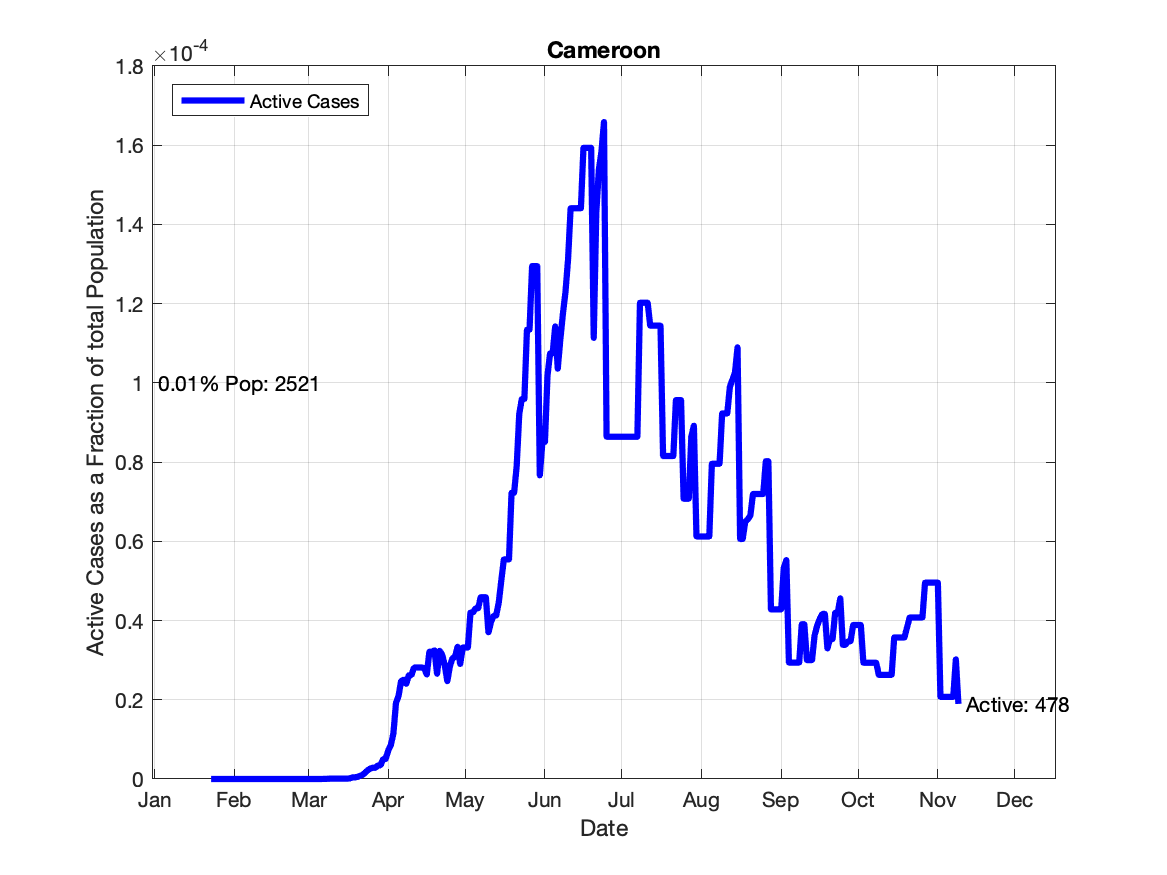 Cameroon
×10-4
Active Cases
1.8
1.6
1.4
1.2
1
0.8
0.6
0.4
0.2
0
Active Cases as a Fraction of total Population
0.01% Pop: 2521
Active: 478
Jan Feb Mar Apr May Jun Jul Aug Sep Oct Nov Dec
Date